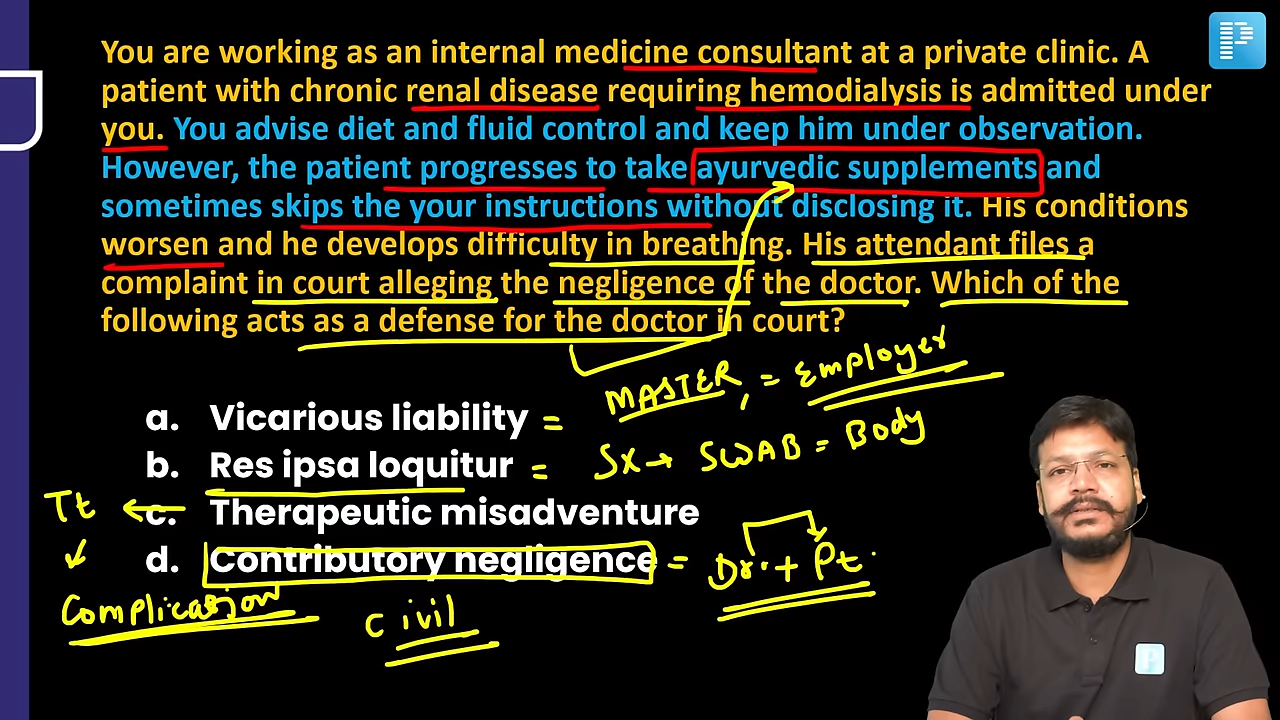 You are working as an internal medicine consultant at a private clinic. A
patient with chronic renal disease requiring hemodialysis is admitted under
you. You advise diet and fluid control and keep him under observation.
However, the patient progresses to take ayurvedic supplements and
sometimes skips the your instructions without disclosing it. His conditions
worsen and he develops difficulty in breathing. His attendant files a
complaint in court alleging the negligence of the doctor. Which of the
following acts as a defense for the doctor in court?
a. Vicarious liability = MASTER, = Employer
b. Res ipsa loquitur = Sx → SWAB = Body
Tt ← c. Therapeutic misadventure
d. Contributory negligence = Dr. + Pt.
Complication
Civil